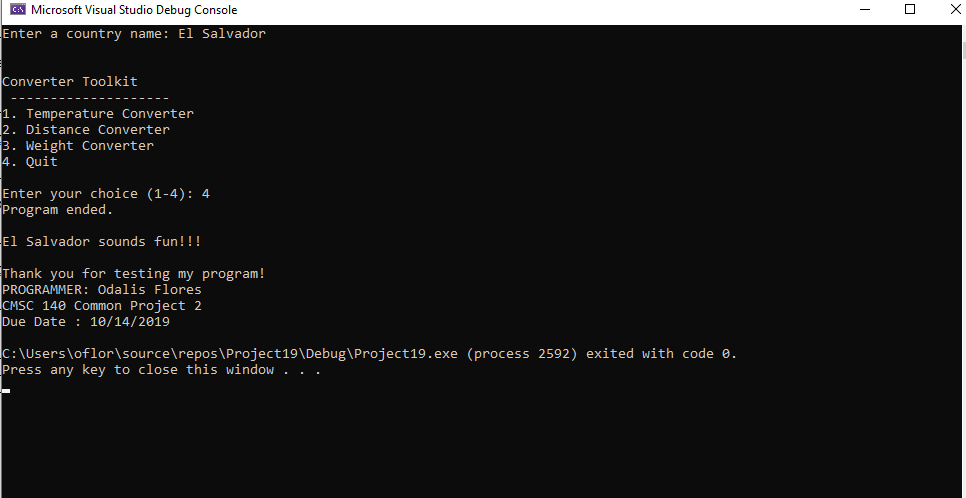 Microsoft Visual Studio Debug Console
Enter a country name: El Salvador
Converter Toolkit
--------------------
1. Temperature Converter
2. Distance Converter
3. Weight Converter
4. Quit
Enter your choice (1-4): 4
Program ended.
El Salvador sounds fun!!!
Thank you for testing my program!
PROGRAMMER: Odalis Flores
CMSC 140 Common Project 2
Due Date : 10/14/2019
C:\Users\oflor\source\repos\Project19\Debug\Project19.exe (process 2592) exited with code 0.
Press any key to close this window . . .